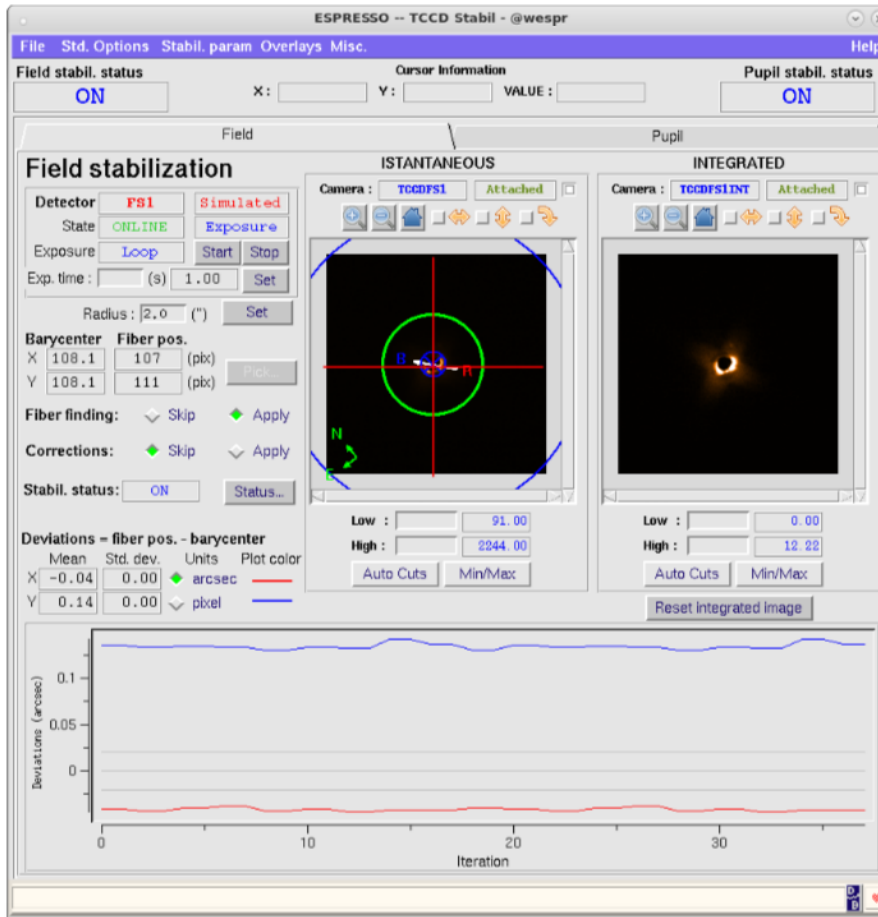 ESPRESSO -- TCCD Stabil - @wespr
File Std. Options Stabil. param Overlays Misc. Help
Field stabil. status Cursor Information Pupil stabil. status
ON X : Y : VALUE : ON
Field Pupil
Field stabilization
Detector FS1 Simulated
State ONLINE Exposure
Exposure Loop Start Stop
Exp. time : (s) 1.00 Set
Radius : 2.0 (") Set
Barycenter Fiber pos.
X 108.1 107 (pix)
Pick...
Y 108.1 111 (pix)
Fiber finding: Skip Apply
Corrections: Skip Apply
Stabil. status: ON Status...
Deviations = fiber pos. - barycenter
Mean Std. dev. Units Plot color
X -0.04 0.00 arcsec
Y 0.14 0.00 pixel
ISTANTANEOUS
Camera : TCCDFS1 Attached
B R
N
E
Low : 91.00
High : 2244.00
Auto Cuts Min/Max
INTEGRATED
Camera : TCCDFS1INT Attached
Low : 0.00
High : 12.22
Auto Cuts Min/Max
Reset integrated image
Deviations (arcsec)
0.1
0.05
0
0 10 20 30
Iteration